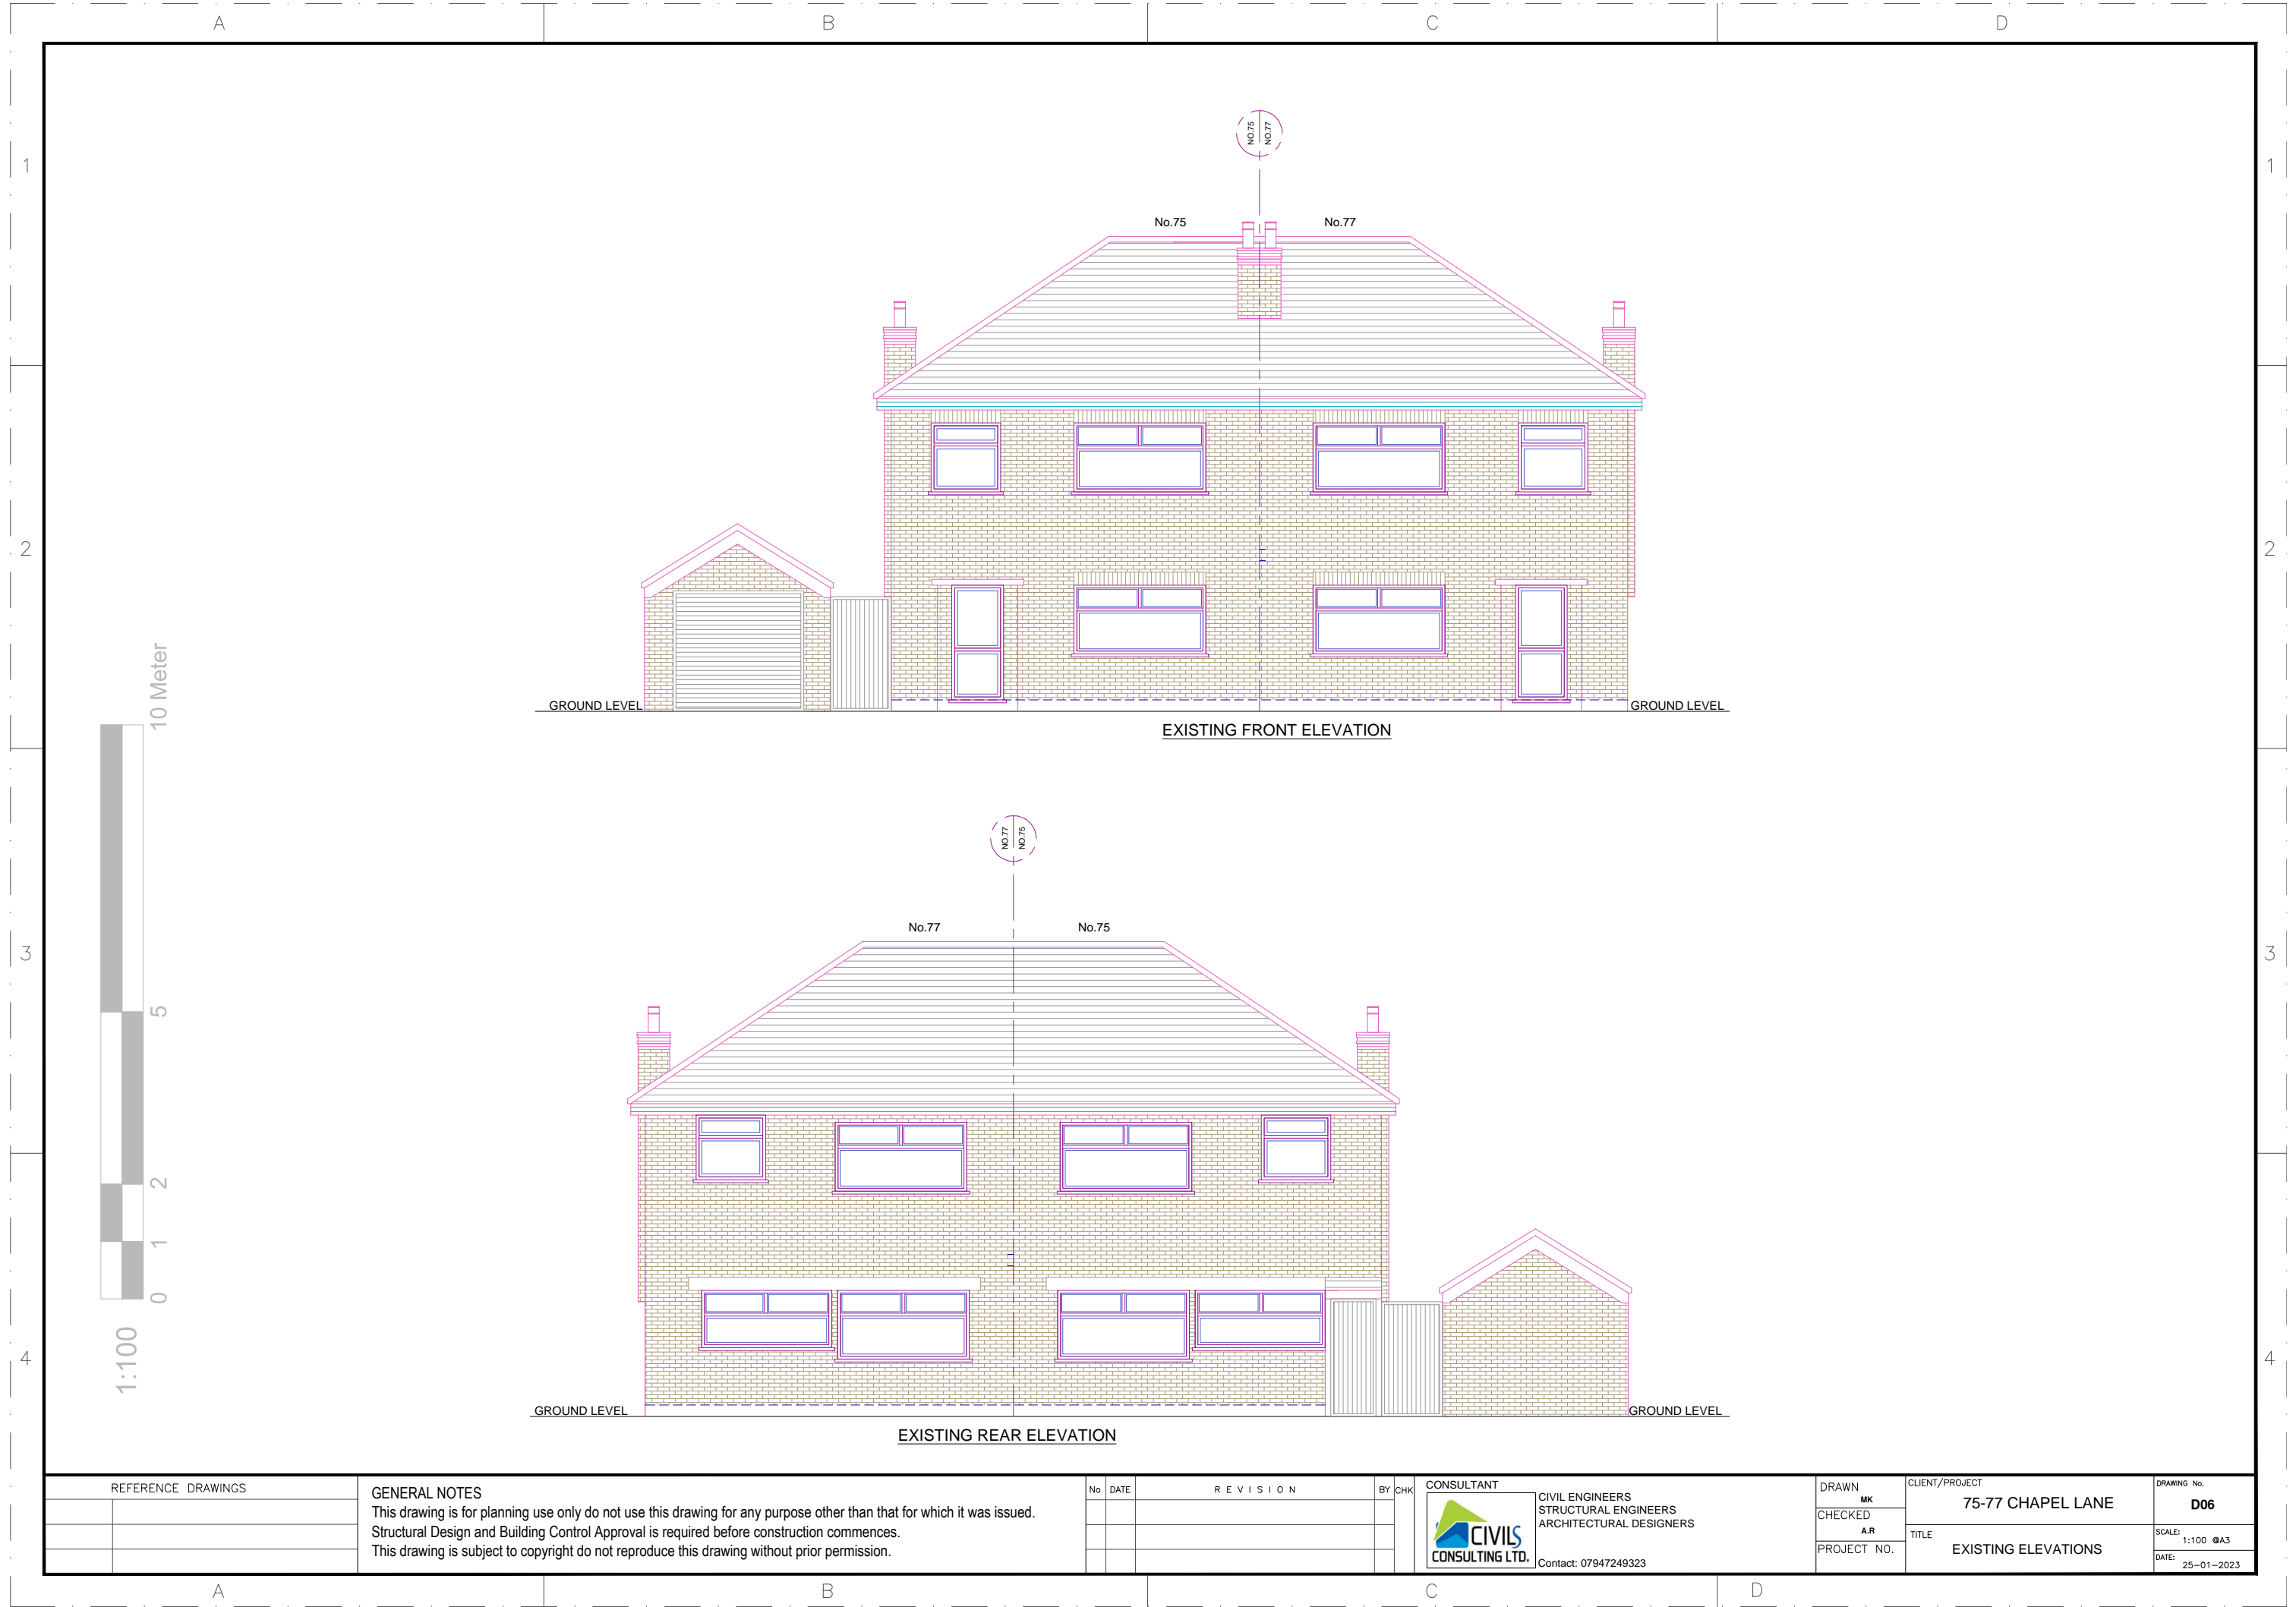 A B C D
1 1
NO.75 NO.77
No.75 No.77
2 2
GROUND LEVEL GROUND LEVEL
EXISTING FRONT ELEVATION
10 Meter
5
2
1
0
1:100
NO.77 NO.75
No.77 No.75
3 3
4 4
GROUND LEVEL GROUND LEVEL
EXISTING REAR ELEVATION
REFERENCE DRAWINGS
GENERAL NOTES
This drawing is for planning use only do not use this drawing for any purpose other than that for which it was issued.
Structural Design and Building Control Approval is required before construction commences.
This drawing is subject to copyright do not reproduce this drawing without prior permission.
No DATE REVISION BY CHK
CONSULTANT
CIVILS
CONSULTING LTD.
CIVIL ENGINEERS
STRUCTURAL ENGINEERS
ARCHITECTURAL DESIGNERS
Contact: 07947249323
DRAWN
MK
CHECKED
A.R
PROJECT NO.
CLIENT/PROJECT
75-77 CHAPEL LANE
TITLE
EXISTING ELEVATIONS
DRAWING No.
D06
SCALE:
1:100 @A3
DATE:
25-01-2023
A B C D